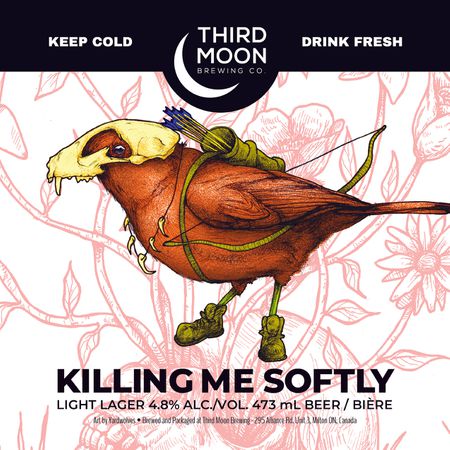 KEEP COLD
THIRD
MOON
BREWING CO.
DRINK FRESH
KILLING ME SOFTLY
LIGHT LAGER 4.8% ALC./VOL. 473 mL BEER / BIÈRE
Art by Yardwolves • Brewed and Packaged at Third Moon Brewing - 295 Alliance Rd, Unit 3, Milton ON, Canada